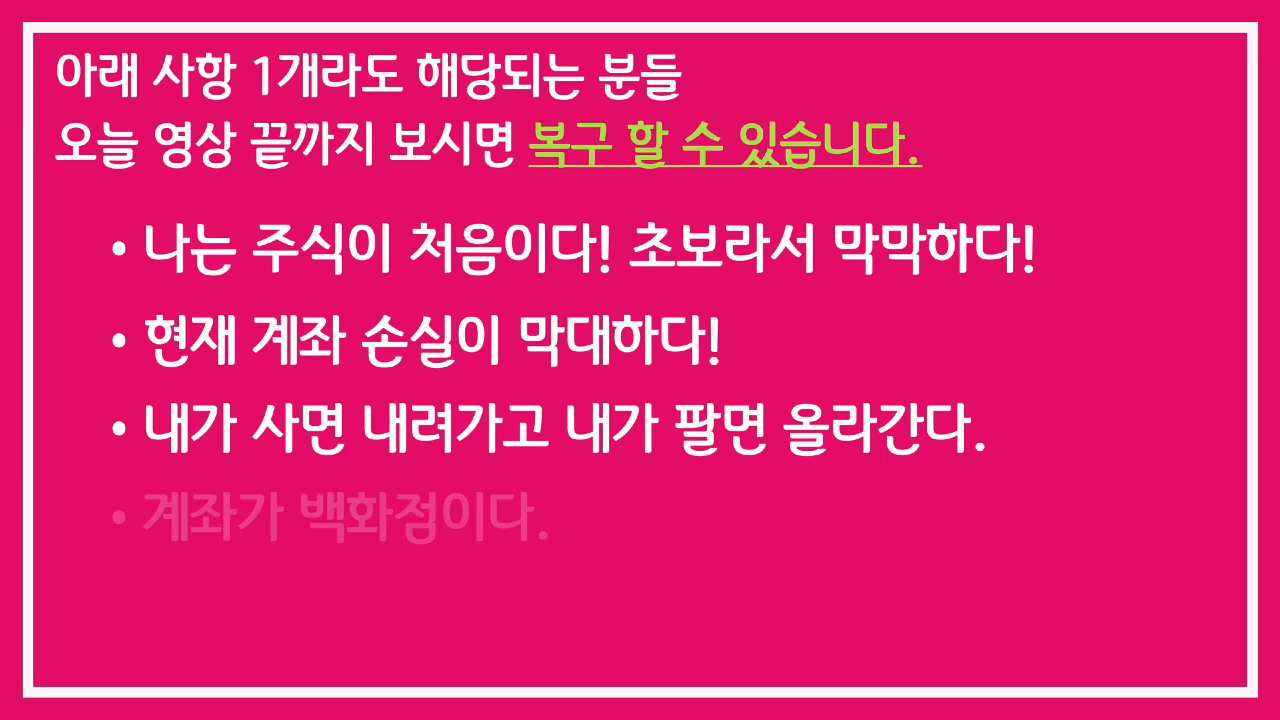 아래 사항 1개라도 해당되는 분들
오늘 영상 끝까지 보시면 복구 할 수 있습니다.
• 나는 주식이 처음이다! 초보라서 막막하다!
• 현재 계좌 손실이 막대하다!
• 내가 사면 내려가고 내가 팔면 올라간다.
• 계좌가 백화점이다.